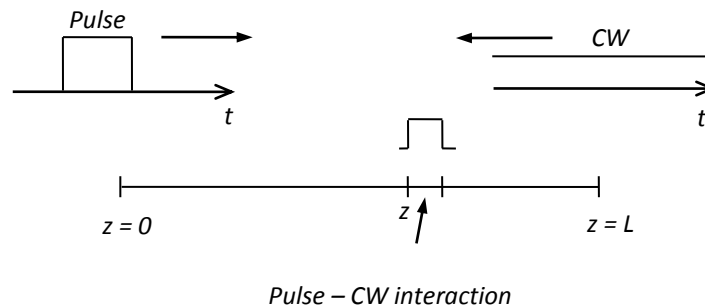 Pulse
CW
t
t
z
z = 0
z = L
Pulse – CW interaction